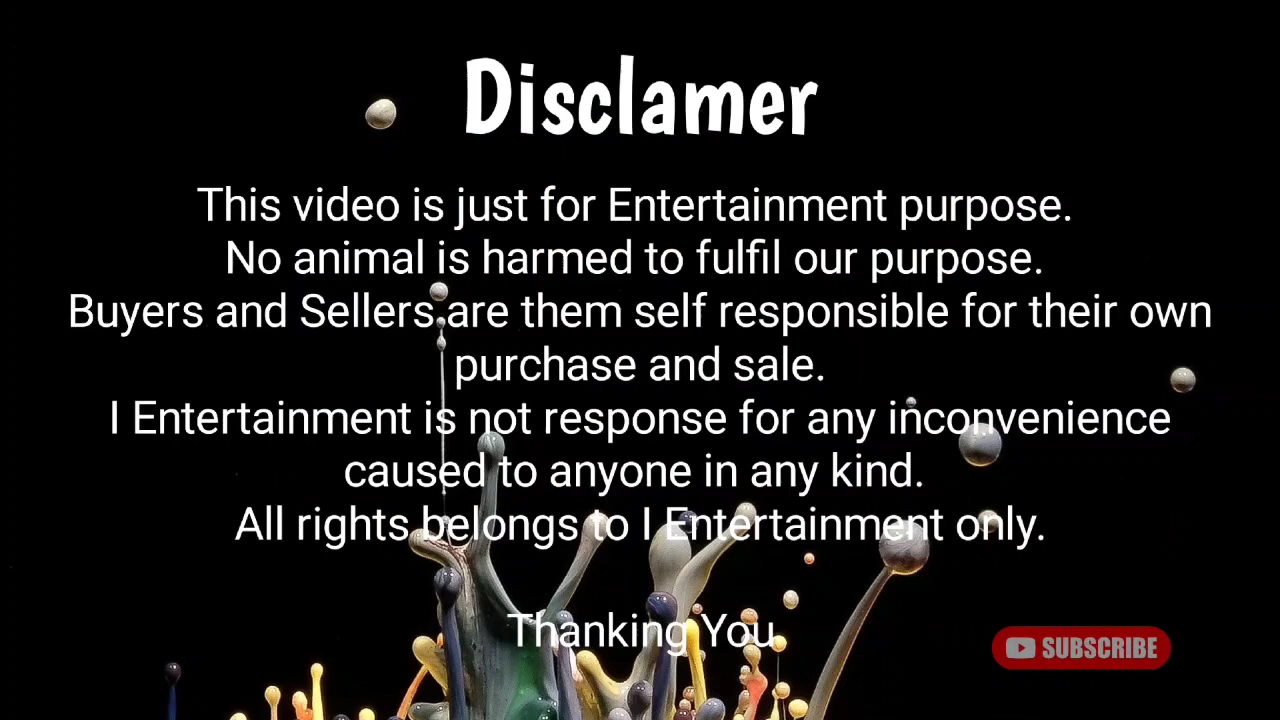 Disclamer
This video is just for Entertainment purpose.
No animal is harmed to fulfil our purpose.
Buyers and Sellers are them self responsible for their own
purchase and sale.
I Entertainment is not response for any inconvenience
caused to anyone in any kind.
All rights belongs to I Entertainment only.
Thanking You
SUBSCRIBE